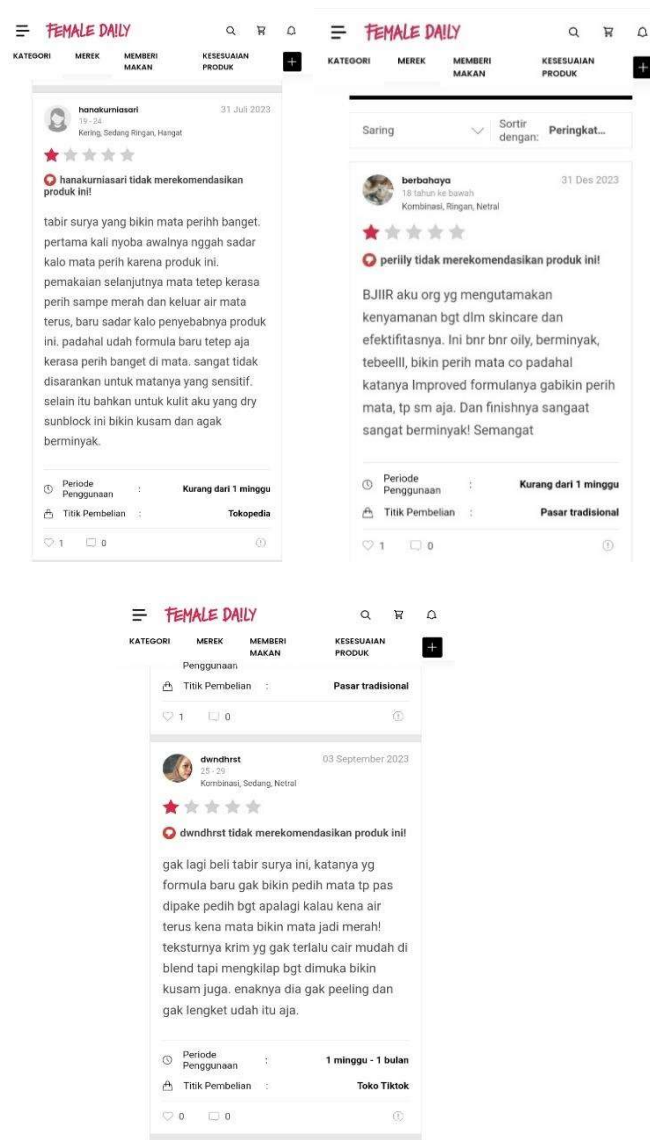 FEMALE DAILY
KATEGORI MEREK MEMBERI MAKAN KESESUAIAN PRODUK
hanakurniasari 31 Juli 2023
19 - 24
Kering, Sedang Ringan, Hangat
hanakurniasari tidak merekomendasikan
produk ini!
tabir surya yang bikin mata perihh banget.
pertama kali nyoba awalnya nggah sadar
kalo mata perih karena produk ini.
pemakaian selanjutnya mata tetep kerasa
perih sampe merah dan keluar air mata
terus, baru sadar kalo penyebabnya produk
ini. padahal udah formula baru tetep aja
kerasa perih banget di mata. sangat tidak
disarankan untuk matanya yang sensitif.
selain itu bahkan untuk kulit aku yang dry
sunblock ini bikin kusam dan agak
berminyak.
Periode Penggunaan : Kurang dari 1 minggu
Titik Pembelian : Tokopedia
1 0
FEMALE DAILY
KATEGORI MEREK MEMBERI MAKAN KESESUAIAN PRODUK
Saring Sortir dengan: Peringkat...
berbahaya 31 Des 2023
18 tahun ke bawah
Kombinasi, Ringan, Netral
periily tidak merekomendasikan produk ini!
BJIIR aku org yg mengutamakan
kenyamanan bgt dlm skincare dan
efektifitasnya. Ini bnr bnr oily, berminyak,
tebeelll, bikin perih mata co padahal
katanya Improved formulanya gabikin perih
mata, tp sm aja. Dan finishnya sangaat
sangat berminyak! Semangat
Periode Penggunaan : Kurang dari 1 minggu
Titik Pembelian : Pasar tradisional
1 0
FEMALE DAILY
KATEGORI MEREK MEMBERI MAKAN KESESUAIAN PRODUK
Penggunaan
Titik Pembelian : Pasar tradisional
1 0
dwndhrst 03 September 2023
25 - 29
Kombinasi, Sedang, Netral
dwndhrst tidak merekomendasikan produk ini!
gak lagi beli tabir surya ini, katanya yg
formula baru gak bikin pedih mata tp pas
dipake pedih bgt apalagi kalau kena air
terus kena mata bikin mata jadi merah!
teksturnya krim yg gak terlalu cair mudah di
blend tapi mengkilap bgt dimuka bikin
kusam juga. enaknya dia gak peeling dan
gak lengket udah itu aja.
Periode Penggunaan : 1 minggu - 1 bulan
Titik Pembelian : Toko Tiktok
0 0